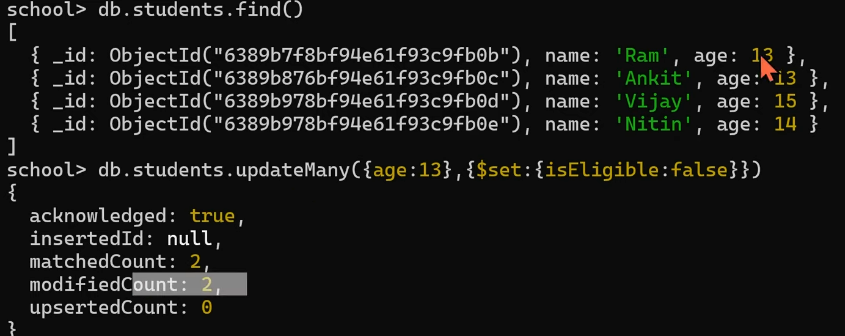 school> db.students.find()
[
  { _id: ObjectId("6389b7f8bf94e61f93c9fb0b"), name: 'Ram', age: 13 },
  { _id: ObjectId("6389b876bf94e61f93c9fb0c"), name: 'Ankit', age: 13 },
  { _id: ObjectId("6389b978bf94e61f93c9fb0d"), name: 'Vijay', age: 15 },
  { _id: ObjectId("6389b978bf94e61f93c9fb0e"), name: 'Nitin', age: 14 }
]
school> db.students.updateMany({age:13},{$set:{isEligible:false}})
{
  acknowledged: true,
  insertedId: null,
  matchedCount: 2,
  modifiedCount: 2,
  upsertedCount: 0
}